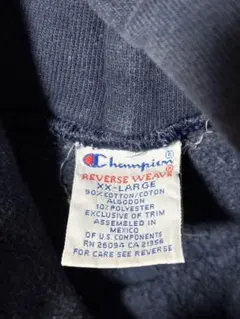 Champion®
REVERSE WEAVE®
XX-LARGE
90% COTTON/COTON
ALGODON
10% POLYESTER
EXCLUSIVE OF TRIM
ASSEMBLED IN
MEXICO
OF U.S. COMPONENTS
RN 26094 CA 21356
FOR CARE SEE REVERSE